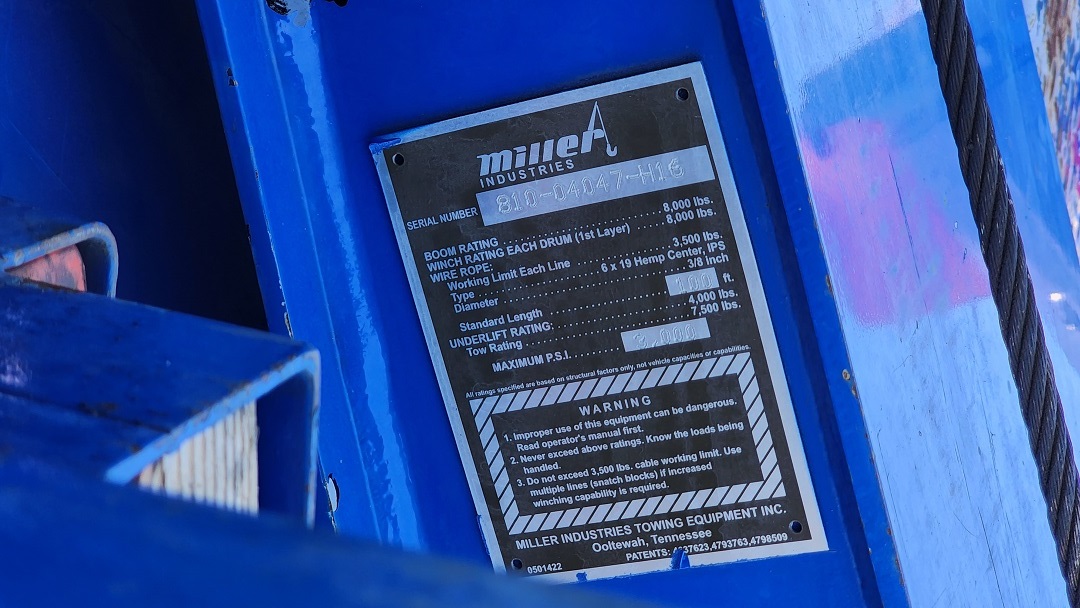 miller
INDUSTRIES
SERIAL NUMBER 810-04047-H16
BOOM RATING ........ 8,000 lbs.
WINCH RATING EACH DRUM (1st Layer) ........ 8,000 lbs.
WIRE ROPE:
Working Limit Each Line ........ 3,500 lbs.
Type ........ 6 x 19 Hemp Center, IPS
Diameter ........ 3/8 inch
Standard Length ........ 100 ft.
UNDERLIFT RATING: ........ 4,000 lbs.
Tow Rating ........ 7,500 lbs.
MAXIMUM P.S.I. ........ 3,000
All ratings specified are based on structural factors only, not vehicle capacities or capabilities.
WARNING
1. Improper use of this equipment can be dangerous.
Read operator's manual first.
2. Never exceed above ratings. Know the loads being
handled.
3. Do not exceed 3,500 lbs. cable working limit. Use
multiple lines (snatch blocks) if increased
winching capability is required.
MILLER INDUSTRIES TOWING EQUIPMENT INC.
Ooltewah, Tennessee
PATENTS: 37623,4793763,4798509
0501422